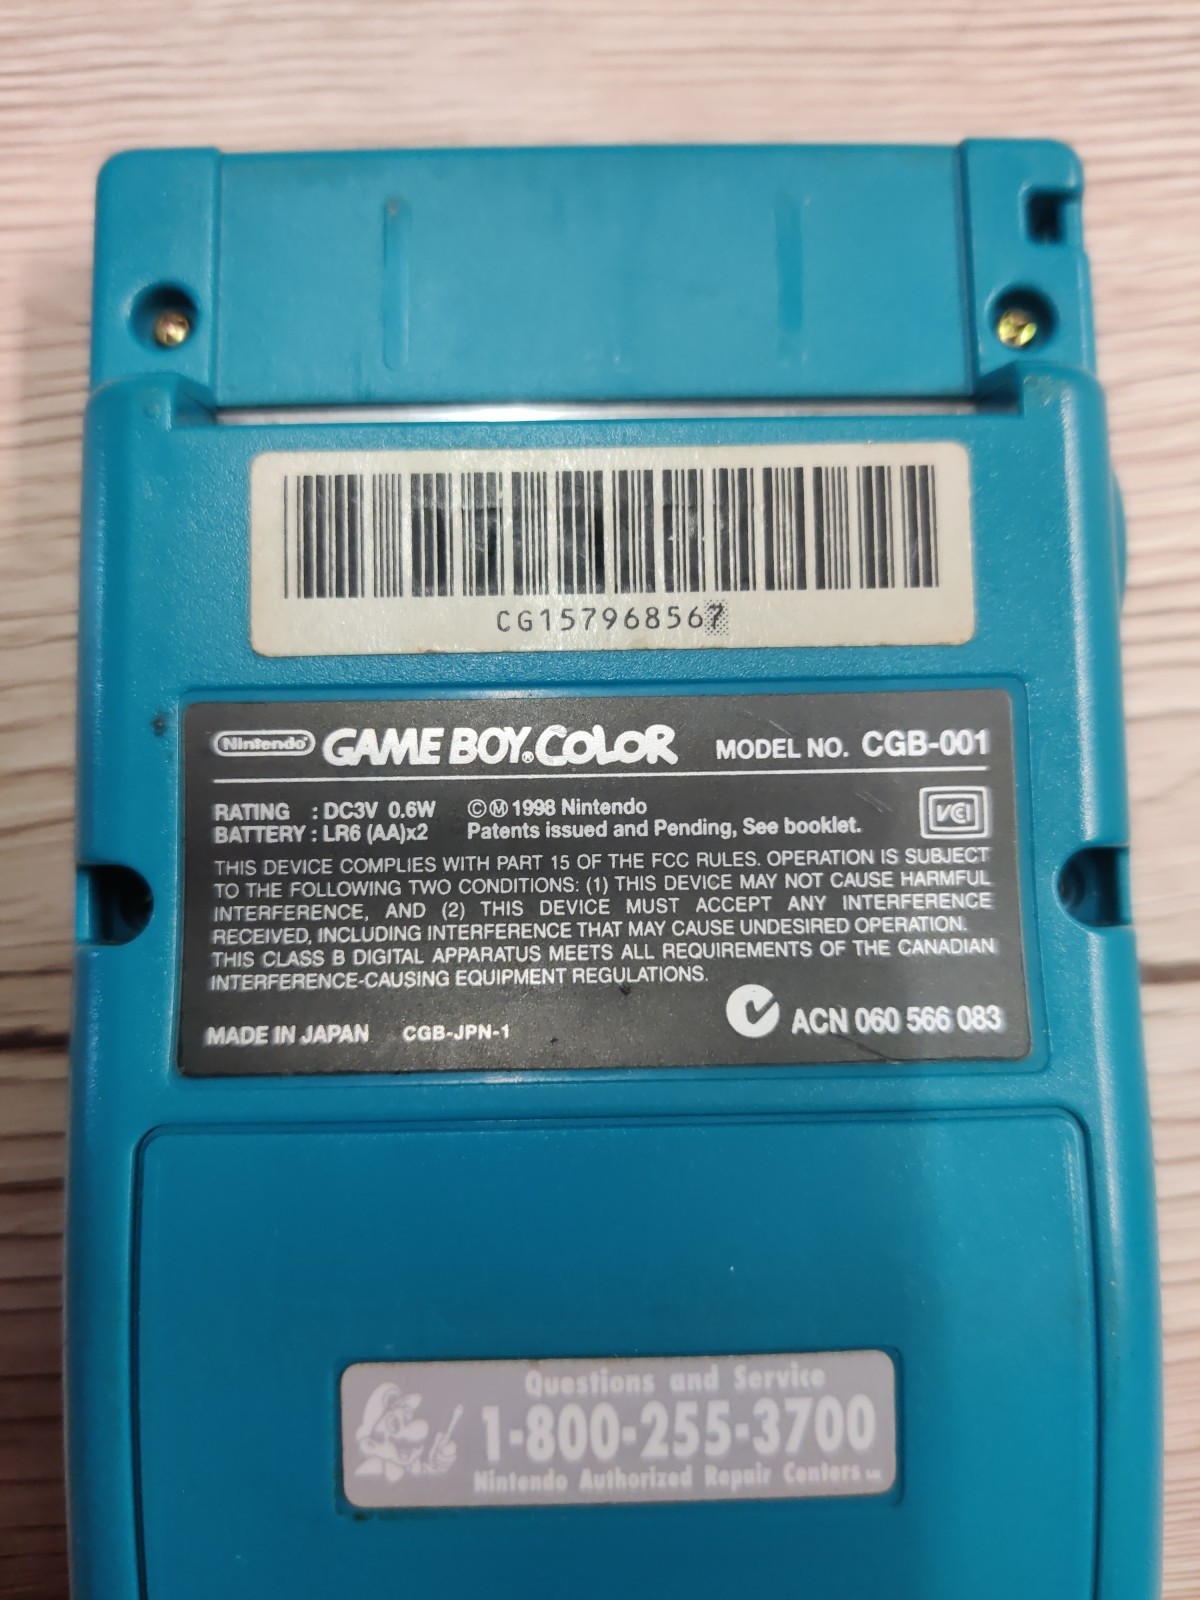 CG157968567
Nintendo® GAME BOY® COLOR MODEL NO. CGB-001
RATING : DC3V 0.6W ©Ⓜ1998 Nintendo
BATTERY : LR6 (AA)x2 Patents issued and Pending, See booklet.
VCI
THIS DEVICE COMPLIES WITH PART 15 OF THE FCC RULES. OPERATION IS SUBJECT
TO THE FOLLOWING TWO CONDITIONS: (1) THIS DEVICE MAY NOT CAUSE HARMFUL
INTERFERENCE, AND (2) THIS DEVICE MUST ACCEPT ANY INTERFERENCE
RECEIVED, INCLUDING INTERFERENCE THAT MAY CAUSE UNDESIRED OPERATION.
THIS CLASS B DIGITAL APPARATUS MEETS ALL REQUIREMENTS OF THE CANADIAN
INTERFERENCE-CAUSING EQUIPMENT REGULATIONS.
MADE IN JAPAN CGB-JPN-1 ACN 060 566 083
Questions and Service
1-800-255-3700
Nintendo Authorized Repair Centers SM